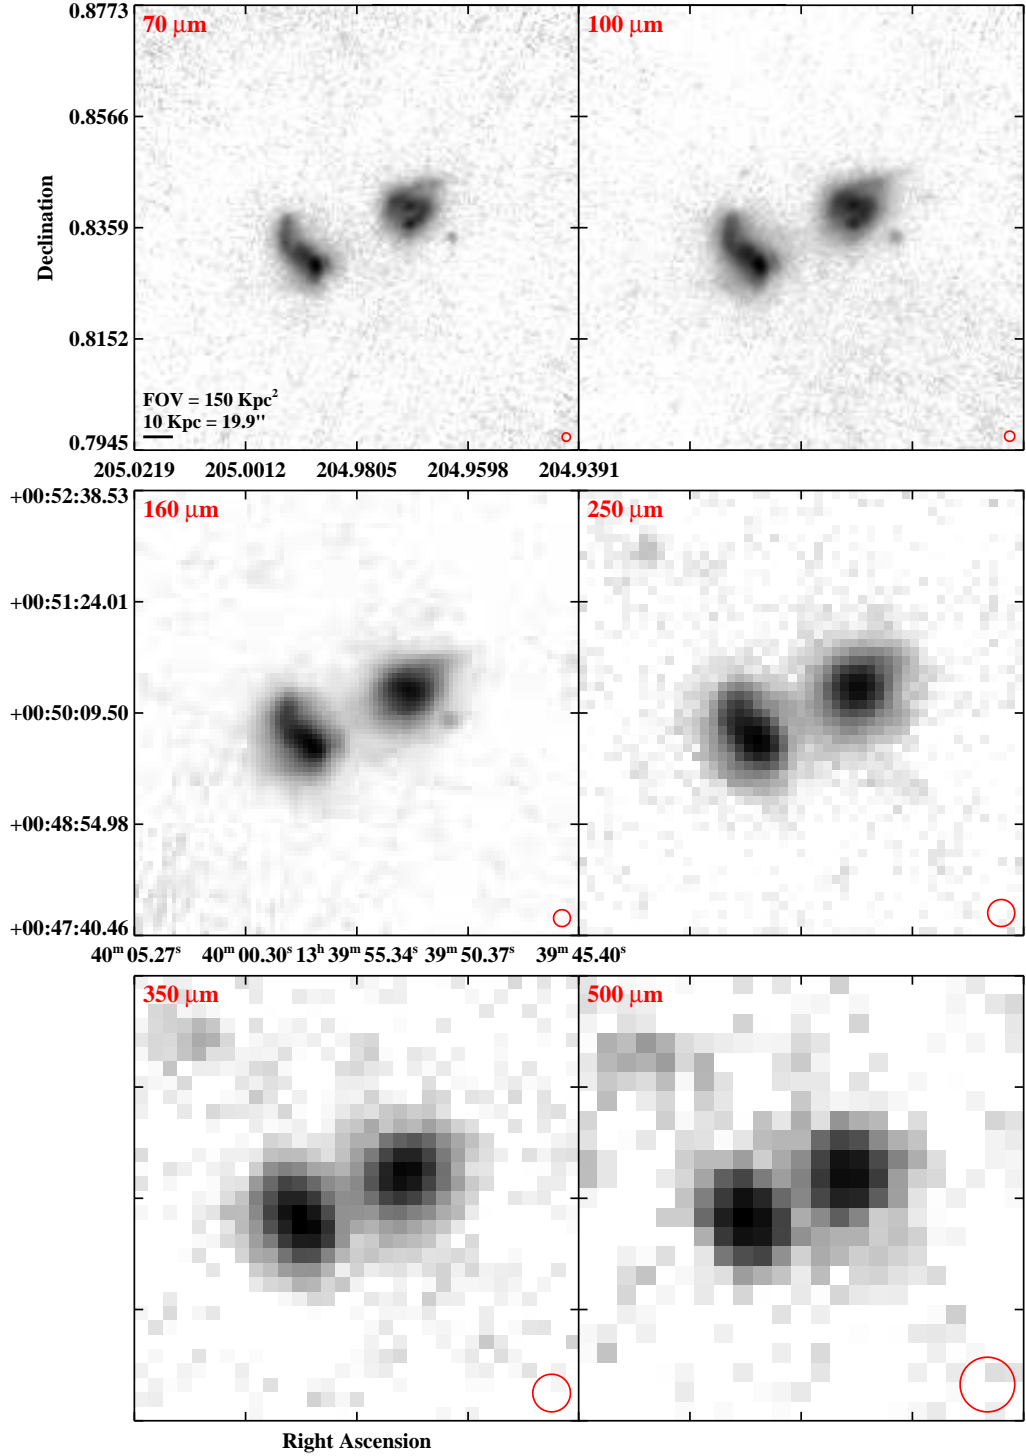 0.8773
70 μm
100 μm
0.8566
Declination
0.8359
0.8152
FOV = 150 Kpc²
10 Kpc = 19.9"
0.7945
205.0219 205.0012 204.9805 204.9598 204.9391
+00:52:38.53
160 μm
250 μm
+00:51:24.01
+00:50:09.50
+00:48:54.98
+00:47:40.46
40ᵐ 05.27ˢ 40ᵐ 00.30ˢ 13ʰ 39ᵐ 55.34ˢ 39ᵐ 50.37ˢ 39ᵐ 45.40ˢ
350 μm
500 μm
Right Ascension